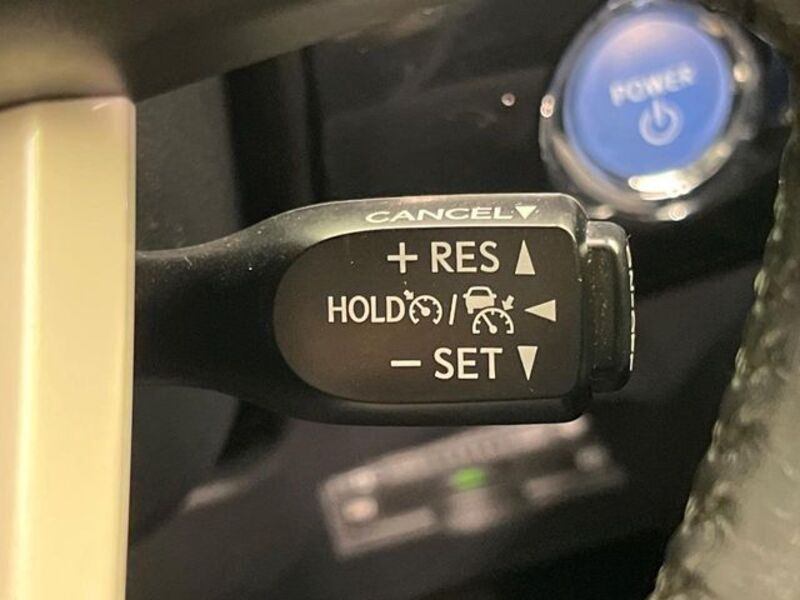 POWER
CANCEL▼
+ RES ▲
HOLD / ◀
− SET ▼